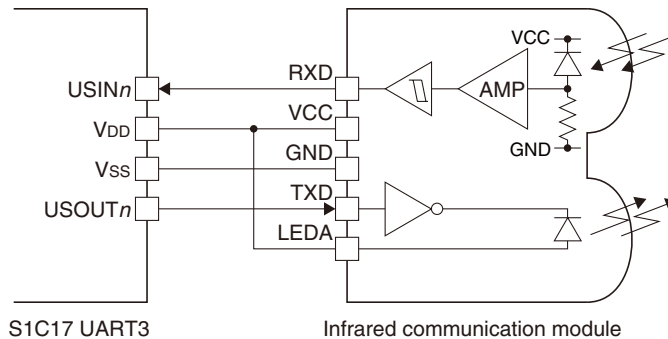 VCC
RXD
USINn
AMP
VCC
VDD
GND
GND
VSS
TXD
USOUTn
LEDA
S1C17 UART3
Infrared communication module